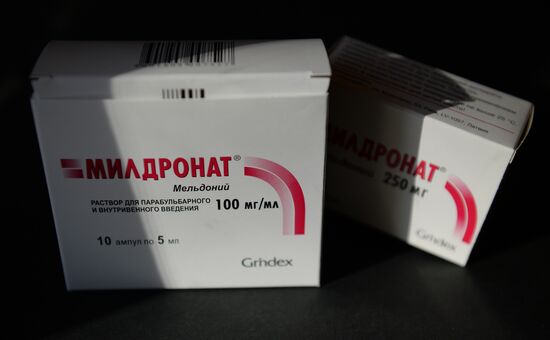 МИЛДРОНАТ®
Мельдоний
РАСТВОР ДЛЯ ПАРАБУЛЬБАРНОГО
И ВНУТРИВЕННОГО ВВЕДЕНИЯ
100 мг/мл
10 ампул по 5 мл
Grindex
МИЛДРОНАТ®
Мельдоний
250 мг
Grindex